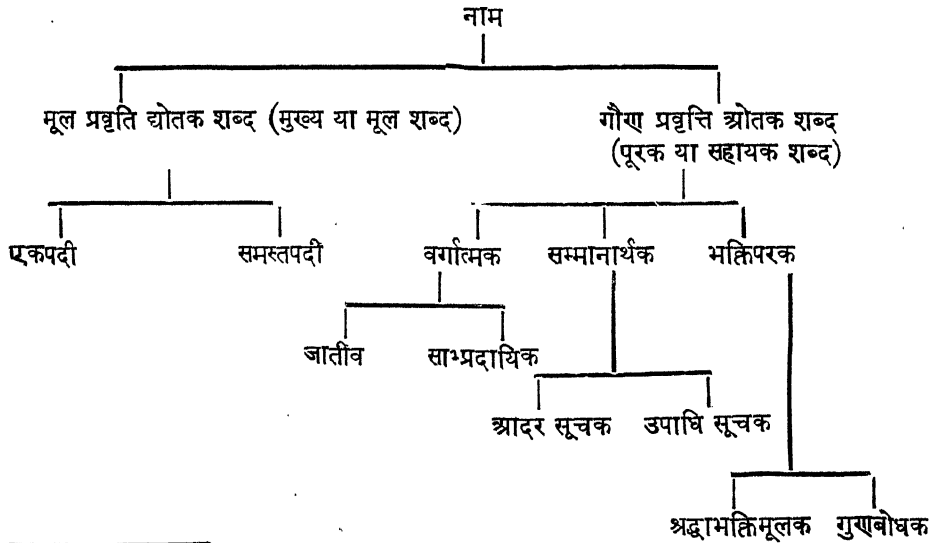 नाम
मूल प्रवृति द्योतक शब्द (मुख्य या मूल शब्द)
गौण प्रवृत्ति द्योतक शब्द
(पूरक या सहायक शब्द)
एकपदी समस्तपदी वर्गात्मक सम्मानार्थक भक्तिपरक
जातीव साम्प्रदायिक
आदर सूचक उपाधि सूचक
श्रद्धाभक्तिमूलक गुणबोधक